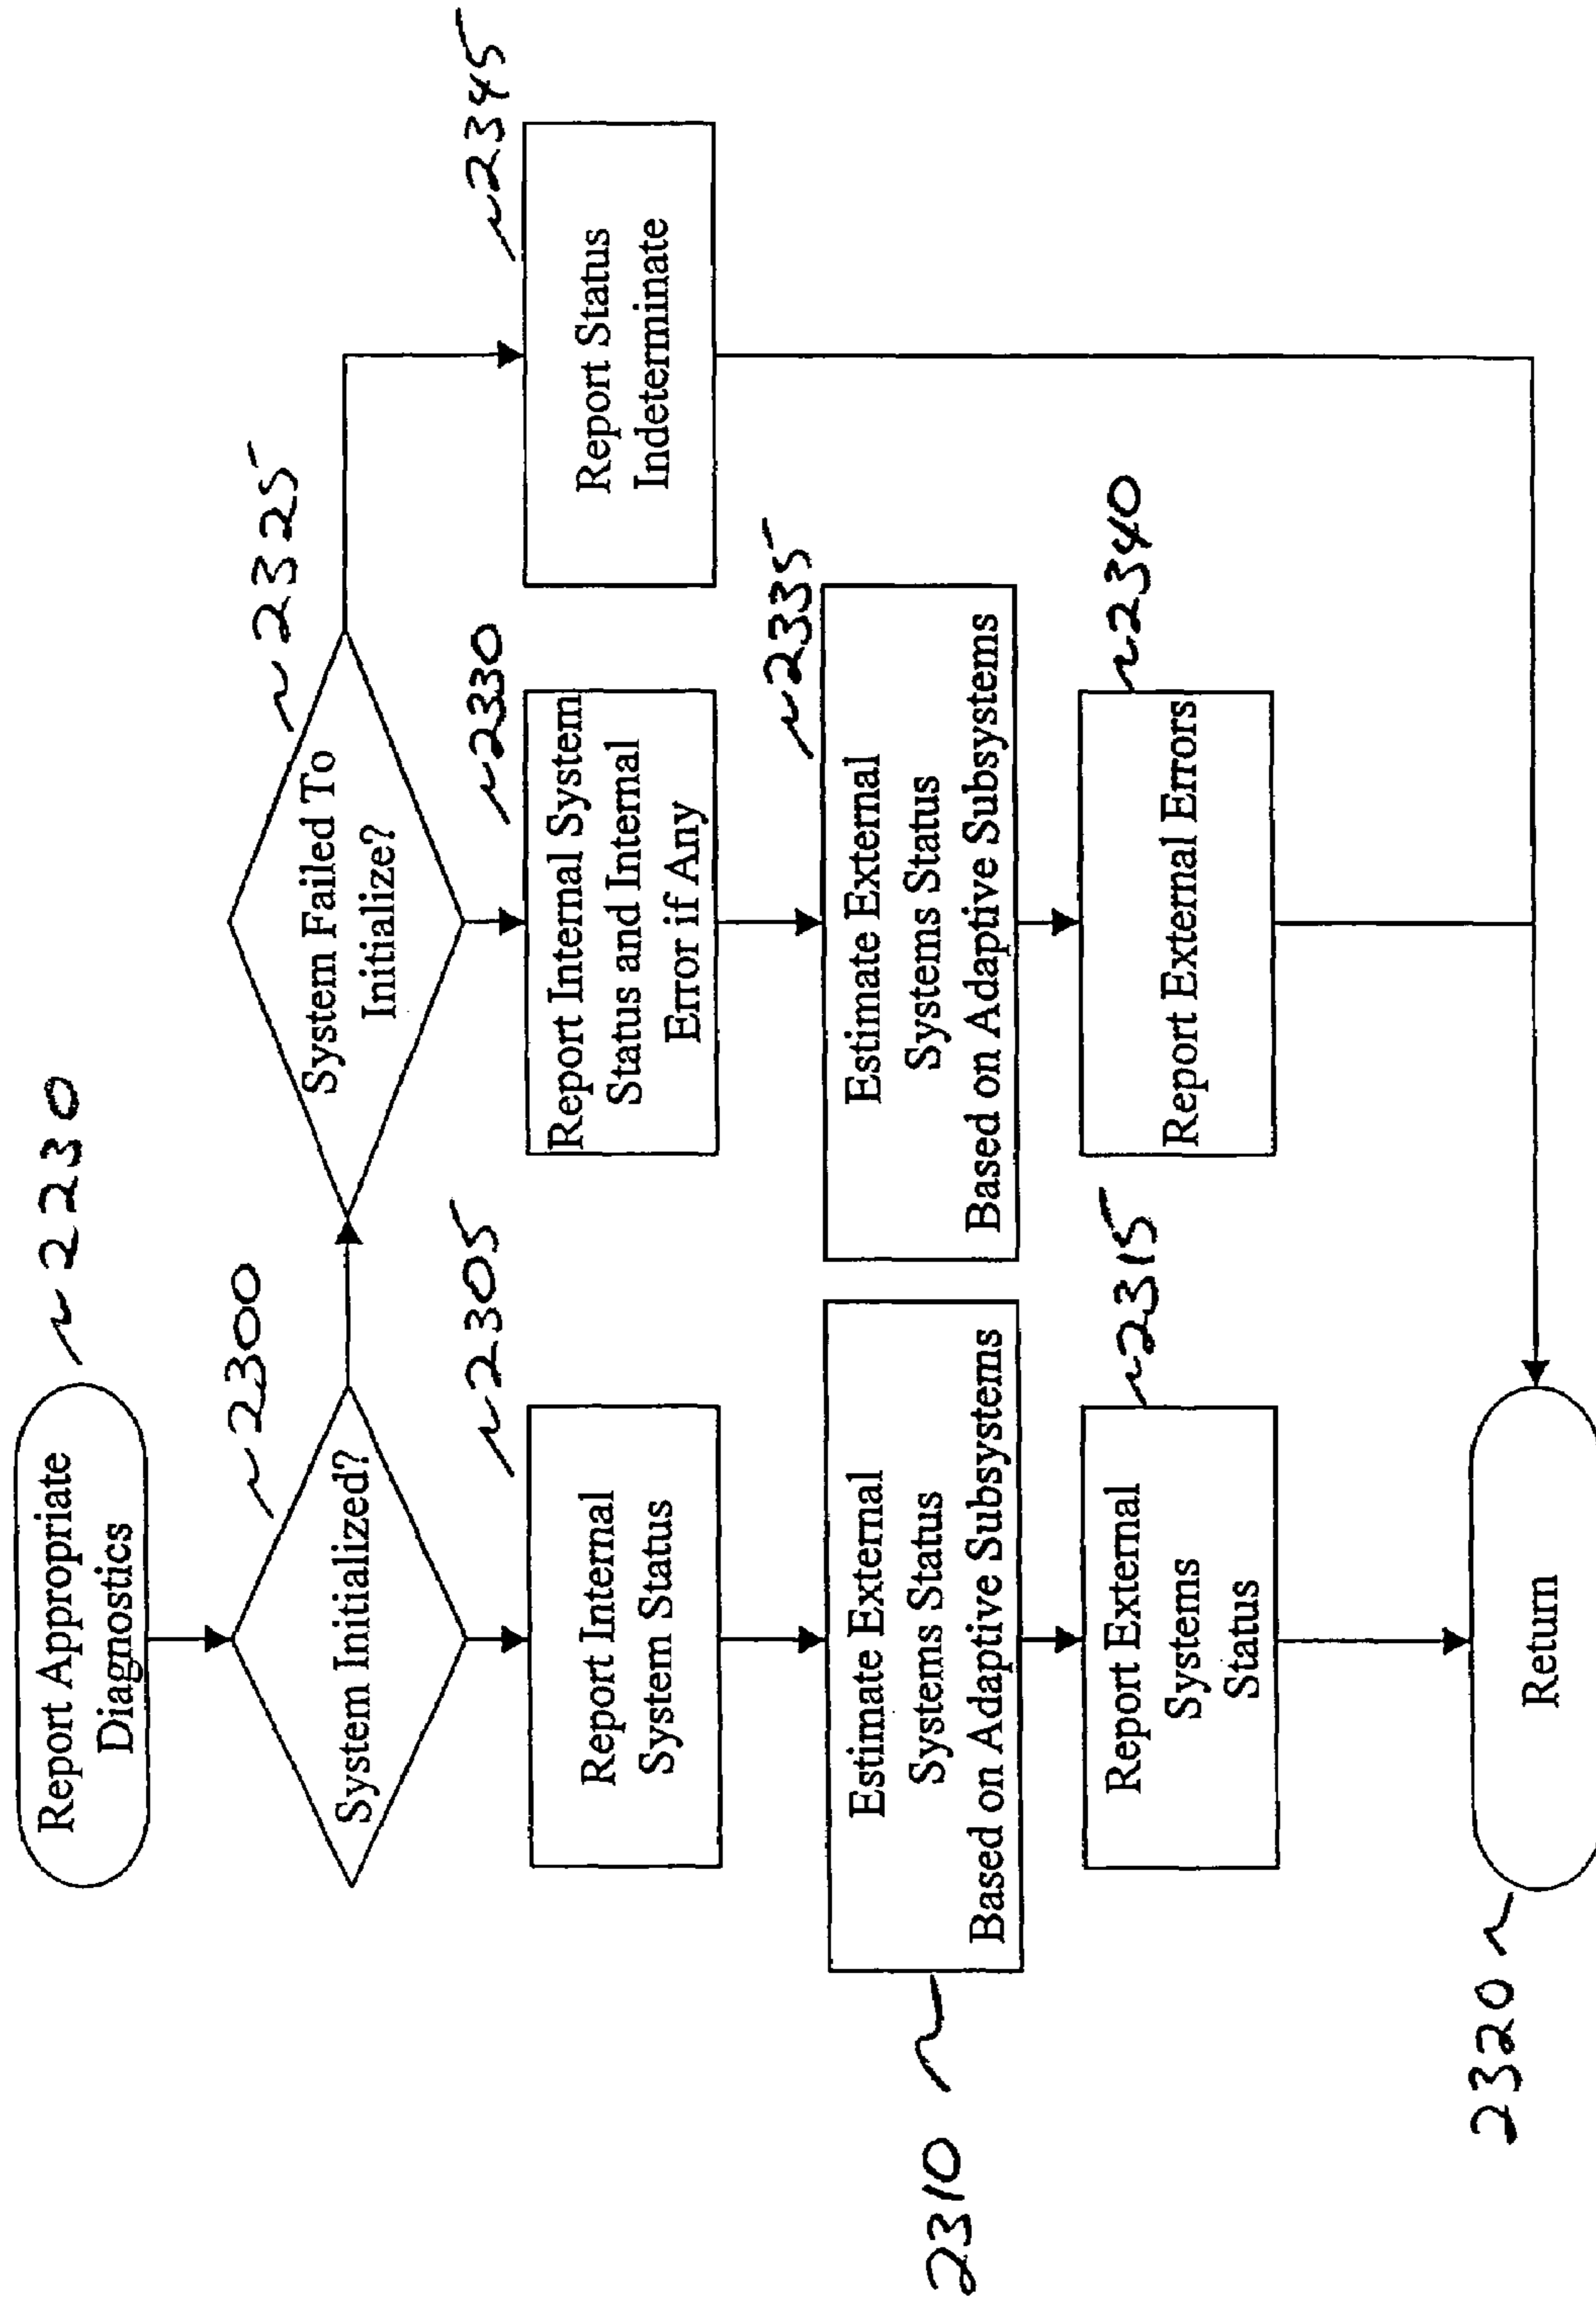 Report Appropriate
Diagnostics
2230
System Initialized?
2300
System Failed To
Initialize?
2325
Report Internal
System Status
2305
Report Internal System
Status and Internal
Error if Any
2330
Report Status
Indeterminate
2345
Estimate External
Systems Status
Based on Adaptive Subsystems
2310
Estimate External
Systems Status
Based on Adaptive Subsystems
2335
Report External
Systems
Status
2315
Report External Errors
2340
Return
2320